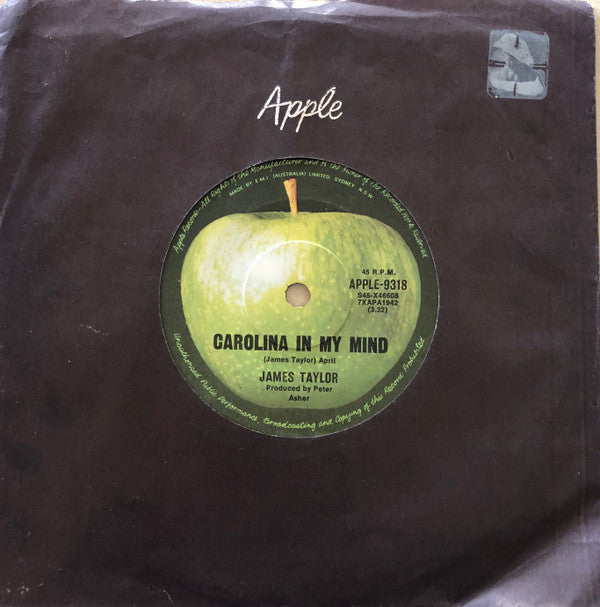 Apple
Apple Records-All Right of the Manufacturer and of the Owner of the Recorded Work Reserved
MADE BY E.M.I. (AUSTRALIA) LIMITED, SYDNEY, N.S.W.
45 R.P.M.
APPLE-9318
S45-X46608
7XAPA1942
(3.32)
CAROLINA IN MY MIND
(James Taylor) April
JAMES TAYLOR
Produced by Peter
Asher
Unauthorised Public Performance, Broadcasting and Copying of this Record Prohibited